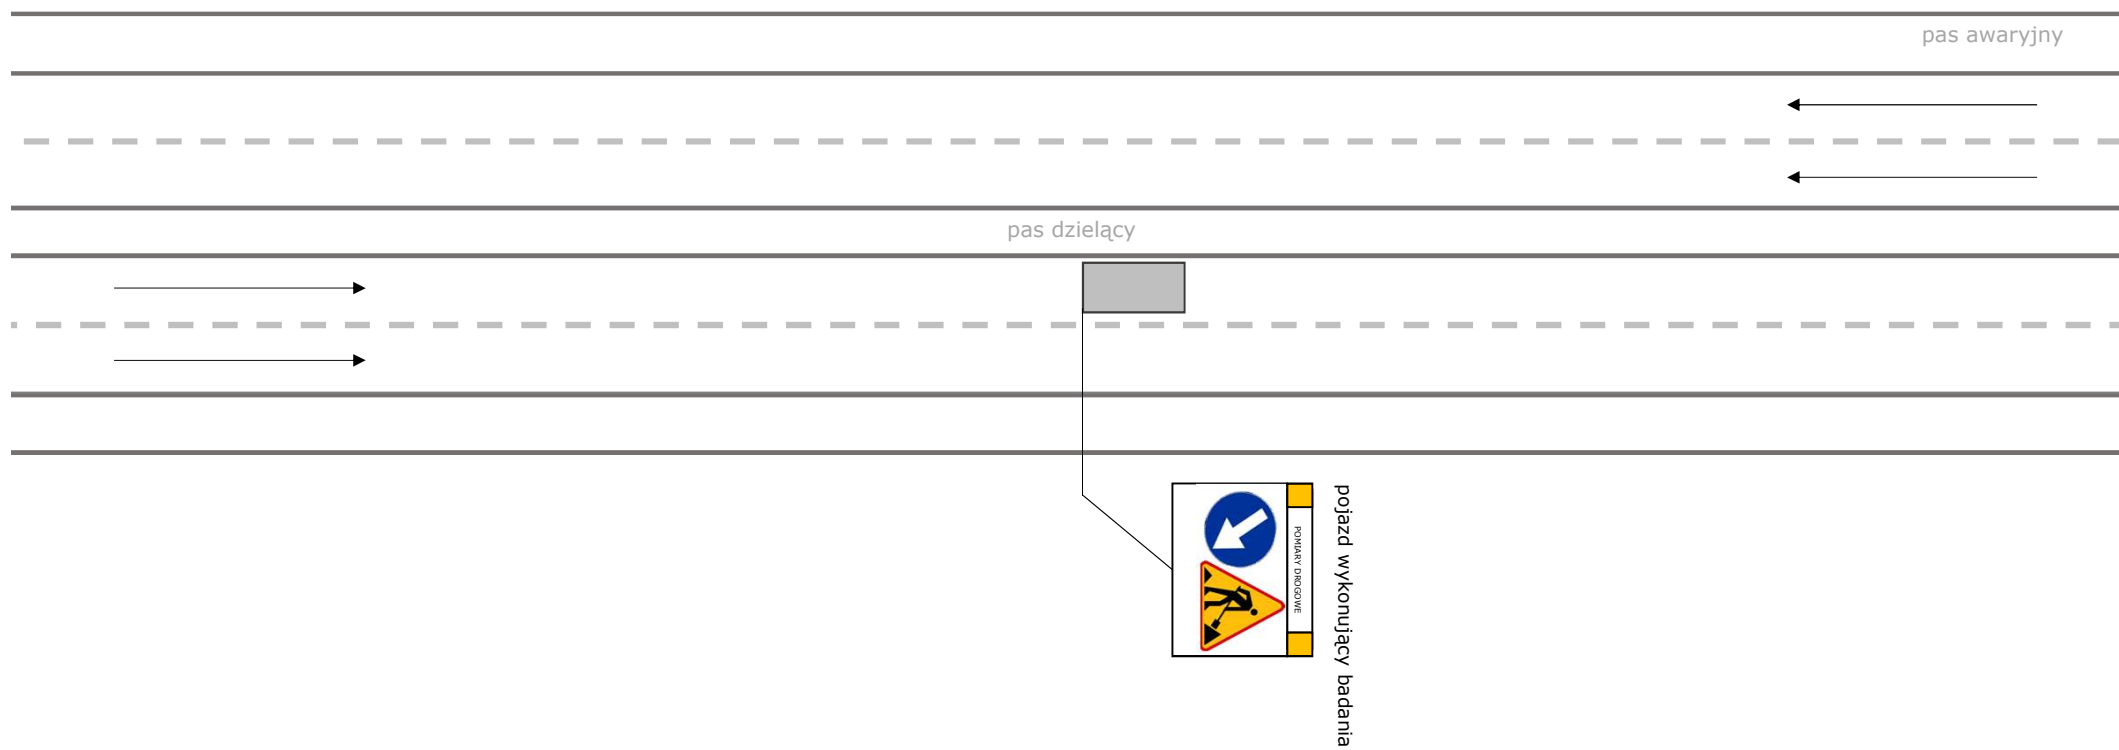 pas awaryjny
pas dzielący
POMIARY DROGOWE
pojazd wykonujący badania